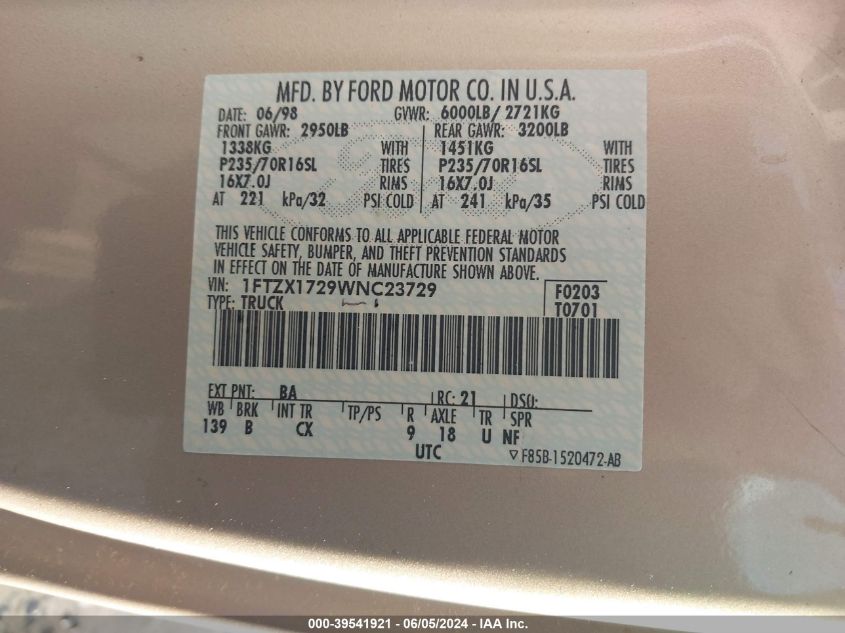 MFD. BY FORD MOTOR CO. IN U.S.A.
DATE: 06/98 GVWR: 6000LB/ 2721KG
FRONT GAWR: 2950LB REAR GAWR: 3200LB
1338KG WITH 1451KG WITH
P235/70R16SL TIRES P235/70R16SL TIRES
16X7.0J RIMS 16X7.0J RIMS
AT 221 kPa/32 PSI COLD AT 241 kPa/35 PSI COLD
THIS VEHICLE CONFORMS TO ALL APPLICABLE FEDERAL MOTOR
VEHICLE SAFETY, BUMPER, AND THEFT PREVENTION STANDARDS
IN EFFECT ON THE DATE OF MANUFACTURE SHOWN ABOVE.
VIN: 1FTZX1729WNC23729 F0203
TYPE: TRUCK T0701
EXT PNT: BA RC: 21 DSO:
WB BRK INT TR TP/PS R AXLE TR SPR
139 B CX 9 18 U NF
UTC
▽ F85B-1520472-AB
000-39541921 / 06/05/2024 - IAA Inc.